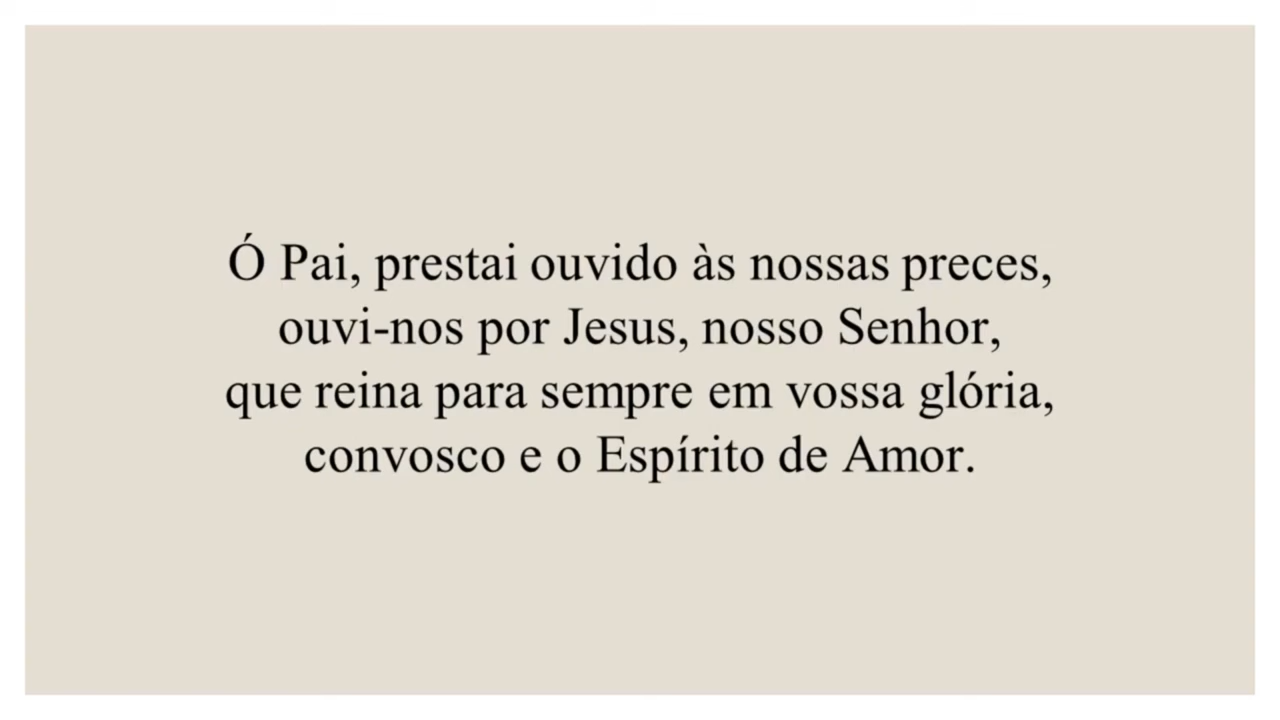 Ó Pai, prestai ouvido às nossas preces,
ouvi-nos por Jesus, nosso Senhor,
que reina para sempre em vossa glória,
convosco e o Espírito de Amor.